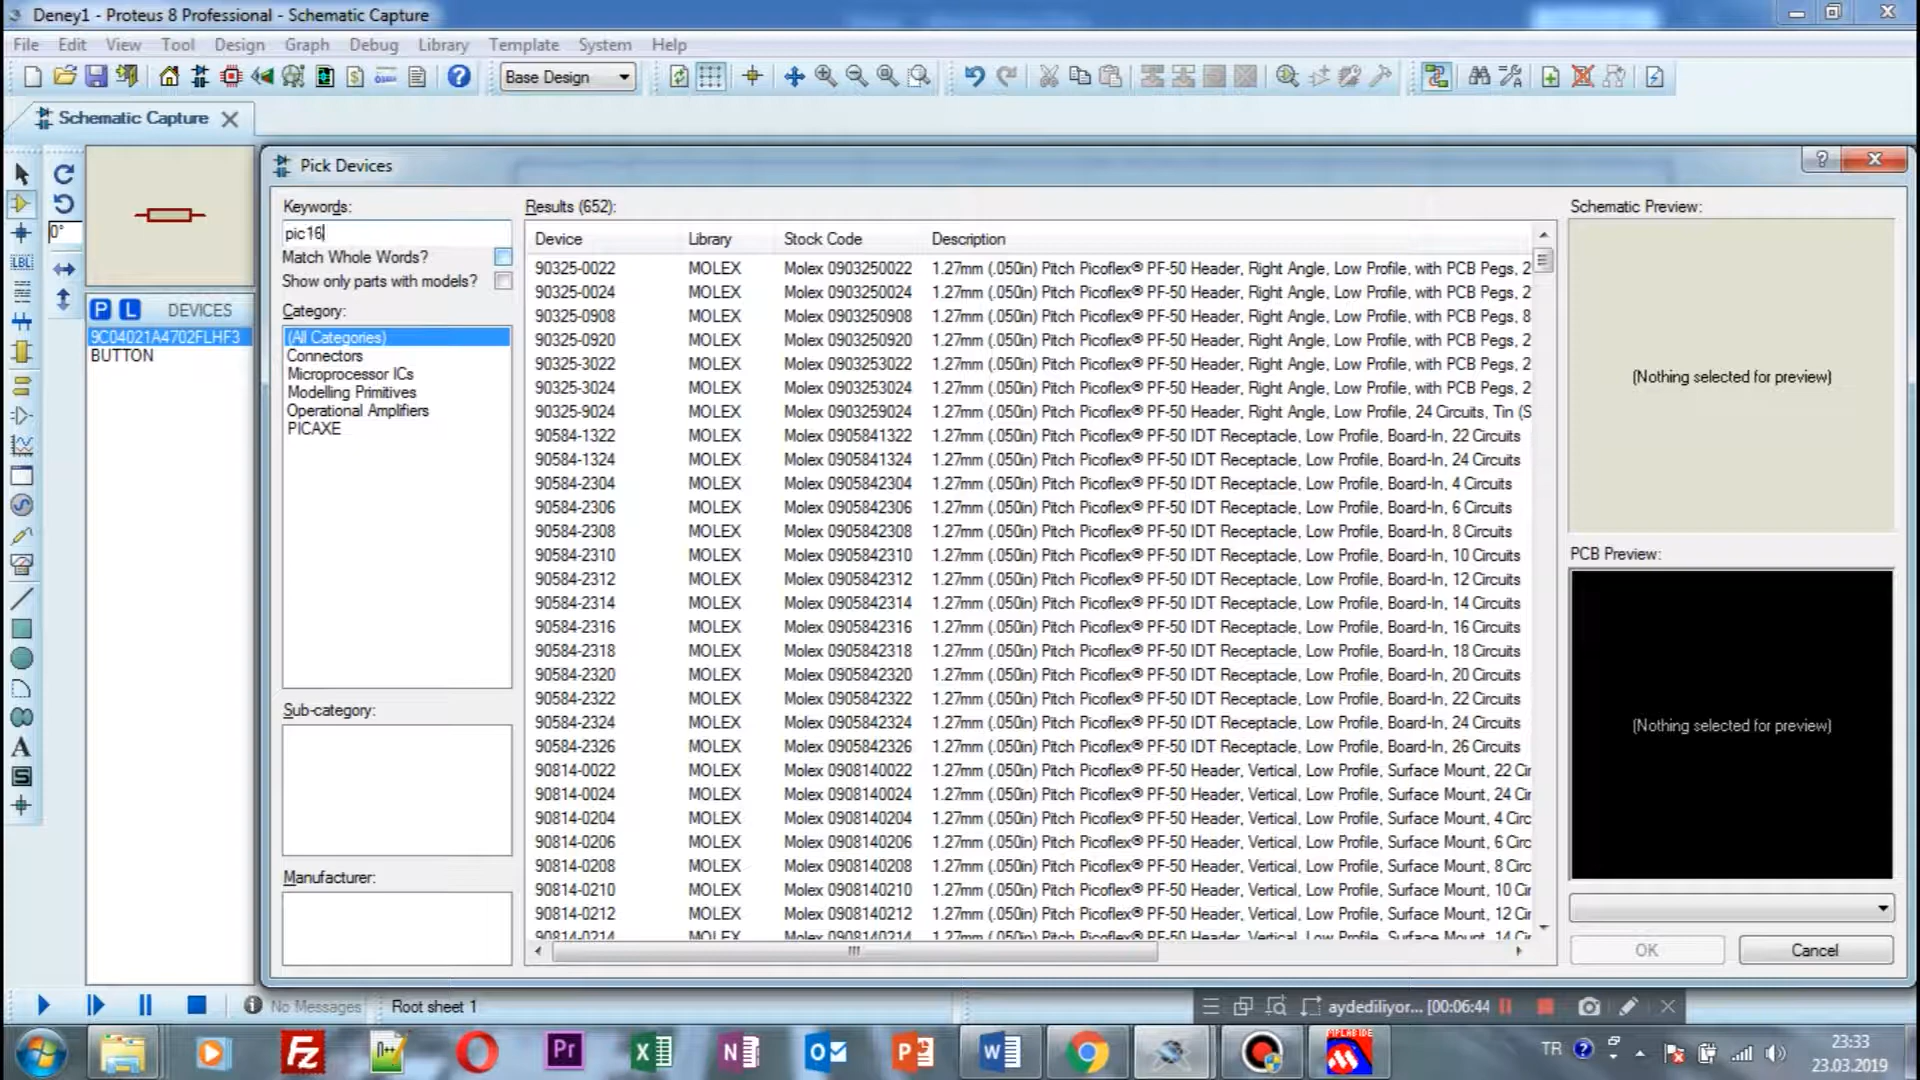 Deney1 - Proteus 8 Professional - Schematic Capture
File Edit View Tool Design Graph Debug Library Template System Help
Base Design
Schematic Capture
Pick Devices
Keywords:
pic16
Match Whole Words?
Show only parts with models?
Category:
(All Categories)
Connectors
Microprocessor ICs
Modelling Primitives
Operational Amplifiers
PICAXE
Sub-category:
Manufacturer:
0°
LBL
P L DEVICES
9C04021A4702FLHF3
BUTTON
A
S
Results (652):
Device Library Stock Code Description
90325-0022 MOLEX Molex 0903250022 1.27mm (.050in) Pitch Picoflex® PF-50 Header, Right Angle, Low Profile, with PCB Pegs, 2
90325-0024 MOLEX Molex 0903250024 1.27mm (.050in) Pitch Picoflex® PF-50 Header, Right Angle, Low Profile, with PCB Pegs, 2
90325-0908 MOLEX Molex 0903250908 1.27mm (.050in) Pitch Picoflex® PF-50 Header, Right Angle, Low Profile, with PCB Pegs, 8
90325-0920 MOLEX Molex 0903250920 1.27mm (.050in) Pitch Picoflex® PF-50 Header, Right Angle, Low Profile, with PCB Pegs, 2
90325-3022 MOLEX Molex 0903253022 1.27mm (.050in) Pitch Picoflex® PF-50 Header, Right Angle, Low Profile, with PCB Pegs, 2
90325-3024 MOLEX Molex 0903253024 1.27mm (.050in) Pitch Picoflex® PF-50 Header, Right Angle, Low Profile, with PCB Pegs, 2
90325-9024 MOLEX Molex 0903259024 1.27mm (.050in) Pitch Picoflex® PF-50 Header, Right Angle, Low Profile, 24 Circuits, Tin (S
90584-1322 MOLEX Molex 0905841322 1.27mm (.050in) Pitch Picoflex® PF-50 IDT Receptacle, Low Profile, Board-In, 22 Circuits
90584-1324 MOLEX Molex 0905841324 1.27mm (.050in) Pitch Picoflex® PF-50 IDT Receptacle, Low Profile, Board-In, 24 Circuits
90584-2304 MOLEX Molex 0905842304 1.27mm (.050in) Pitch Picoflex® PF-50 IDT Receptacle, Low Profile, Board-In, 4 Circuits
90584-2306 MOLEX Molex 0905842306 1.27mm (.050in) Pitch Picoflex® PF-50 IDT Receptacle, Low Profile, Board-In, 6 Circuits
90584-2308 MOLEX Molex 0905842308 1.27mm (.050in) Pitch Picoflex® PF-50 IDT Receptacle, Low Profile, Board-In, 8 Circuits
90584-2310 MOLEX Molex 0905842310 1.27mm (.050in) Pitch Picoflex® PF-50 IDT Receptacle, Low Profile, Board-In, 10 Circuits
90584-2312 MOLEX Molex 0905842312 1.27mm (.050in) Pitch Picoflex® PF-50 IDT Receptacle, Low Profile, Board-In, 12 Circuits
90584-2314 MOLEX Molex 0905842314 1.27mm (.050in) Pitch Picoflex® PF-50 IDT Receptacle, Low Profile, Board-In, 14 Circuits
90584-2316 MOLEX Molex 0905842316 1.27mm (.050in) Pitch Picoflex® PF-50 IDT Receptacle, Low Profile, Board-In, 16 Circuits
90584-2318 MOLEX Molex 0905842318 1.27mm (.050in) Pitch Picoflex® PF-50 IDT Receptacle, Low Profile, Board-In, 18 Circuits
90584-2320 MOLEX Molex 0905842320 1.27mm (.050in) Pitch Picoflex® PF-50 IDT Receptacle, Low Profile, Board-In, 20 Circuits
90584-2322 MOLEX Molex 0905842322 1.27mm (.050in) Pitch Picoflex® PF-50 IDT Receptacle, Low Profile, Board-In, 22 Circuits
90584-2324 MOLEX Molex 0905842324 1.27mm (.050in) Pitch Picoflex® PF-50 IDT Receptacle, Low Profile, Board-In, 24 Circuits
90584-2326 MOLEX Molex 0905842326 1.27mm (.050in) Pitch Picoflex® PF-50 IDT Receptacle, Low Profile, Board-In, 26 Circuits
90814-0022 MOLEX Molex 0908140022 1.27mm (.050in) Pitch Picoflex® PF-50 Header, Vertical, Low Profile, Surface Mount, 22 Cir
90814-0024 MOLEX Molex 0908140024 1.27mm (.050in) Pitch Picoflex® PF-50 Header, Vertical, Low Profile, Surface Mount, 24 Cir
90814-0204 MOLEX Molex 0908140204 1.27mm (.050in) Pitch Picoflex® PF-50 Header, Vertical, Low Profile, Surface Mount, 4 Circ
90814-0206 MOLEX Molex 0908140206 1.27mm (.050in) Pitch Picoflex® PF-50 Header, Vertical, Low Profile, Surface Mount, 6 Circ
90814-0208 MOLEX Molex 0908140208 1.27mm (.050in) Pitch Picoflex® PF-50 Header, Vertical, Low Profile, Surface Mount, 8 Circ
90814-0210 MOLEX Molex 0908140210 1.27mm (.050in) Pitch Picoflex® PF-50 Header, Vertical, Low Profile, Surface Mount, 10 Cir
90814-0212 MOLEX Molex 0908140212 1.27mm (.050in) Pitch Picoflex® PF-50 Header, Vertical, Low Profile, Surface Mount, 12 Cir
90814-0214 MOLEX Molex 0908140214 1.27mm (.050in) Pitch Picoflex® PF-50 Header, Vertical, Low Profile, Surface Mount, 14 Cir
Schematic Preview:
(Nothing selected for preview)
PCB Preview:
(Nothing selected for preview)
OK Cancel
No Messages Root sheet 1
aydediliyor... [00:06:44
Pr
TR
23:33
23.03.2019